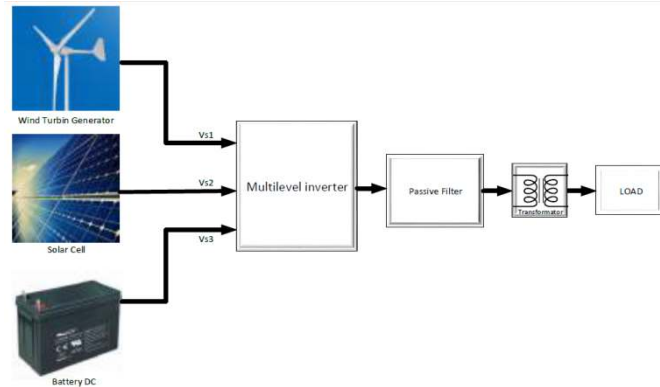 Wind Turbin Generator
Vs1
Solar Cell
Vs2
Battery DC
Vs3
Multilevel inverter
Passive Filter
Transformator
LOAD